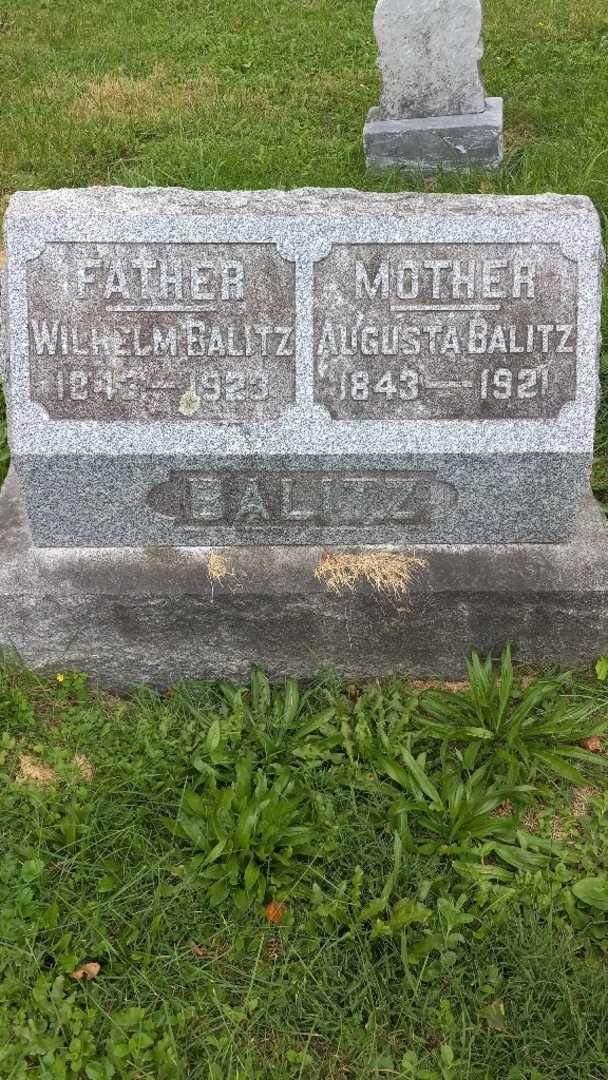 FATHER
WILHELM BALITZ
1843—1923
MOTHER
AUGUSTA BALITZ
1843—1921
BALITZ